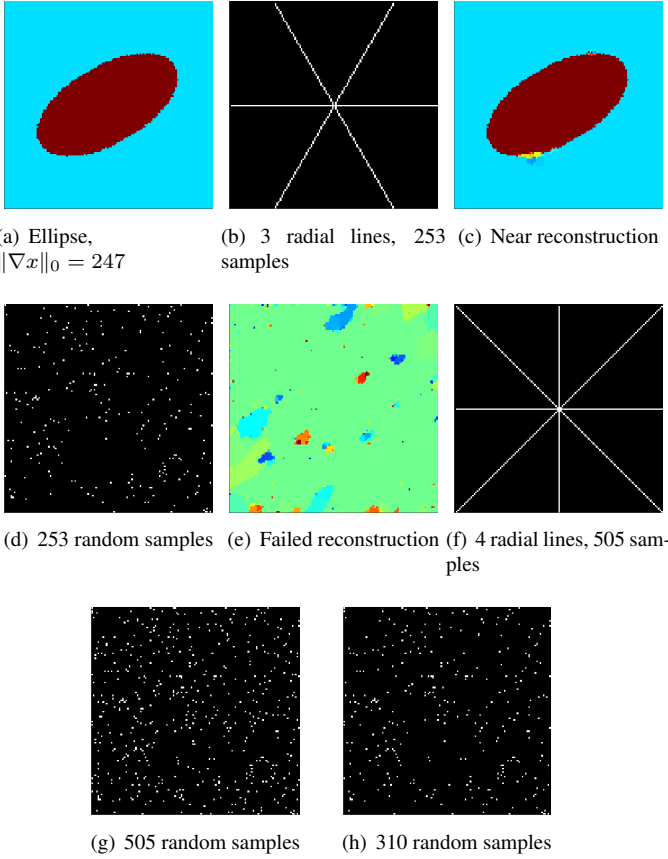 (a) Ellipse,
‖∇x‖₀ = 247
(b) 3 radial lines, 253
samples
(c) Near reconstruction
(d) 253 random samples
(e) Failed reconstruction
(f) 4 radial lines, 505 sam-
ples
(g) 505 random samples
(h) 310 random samples